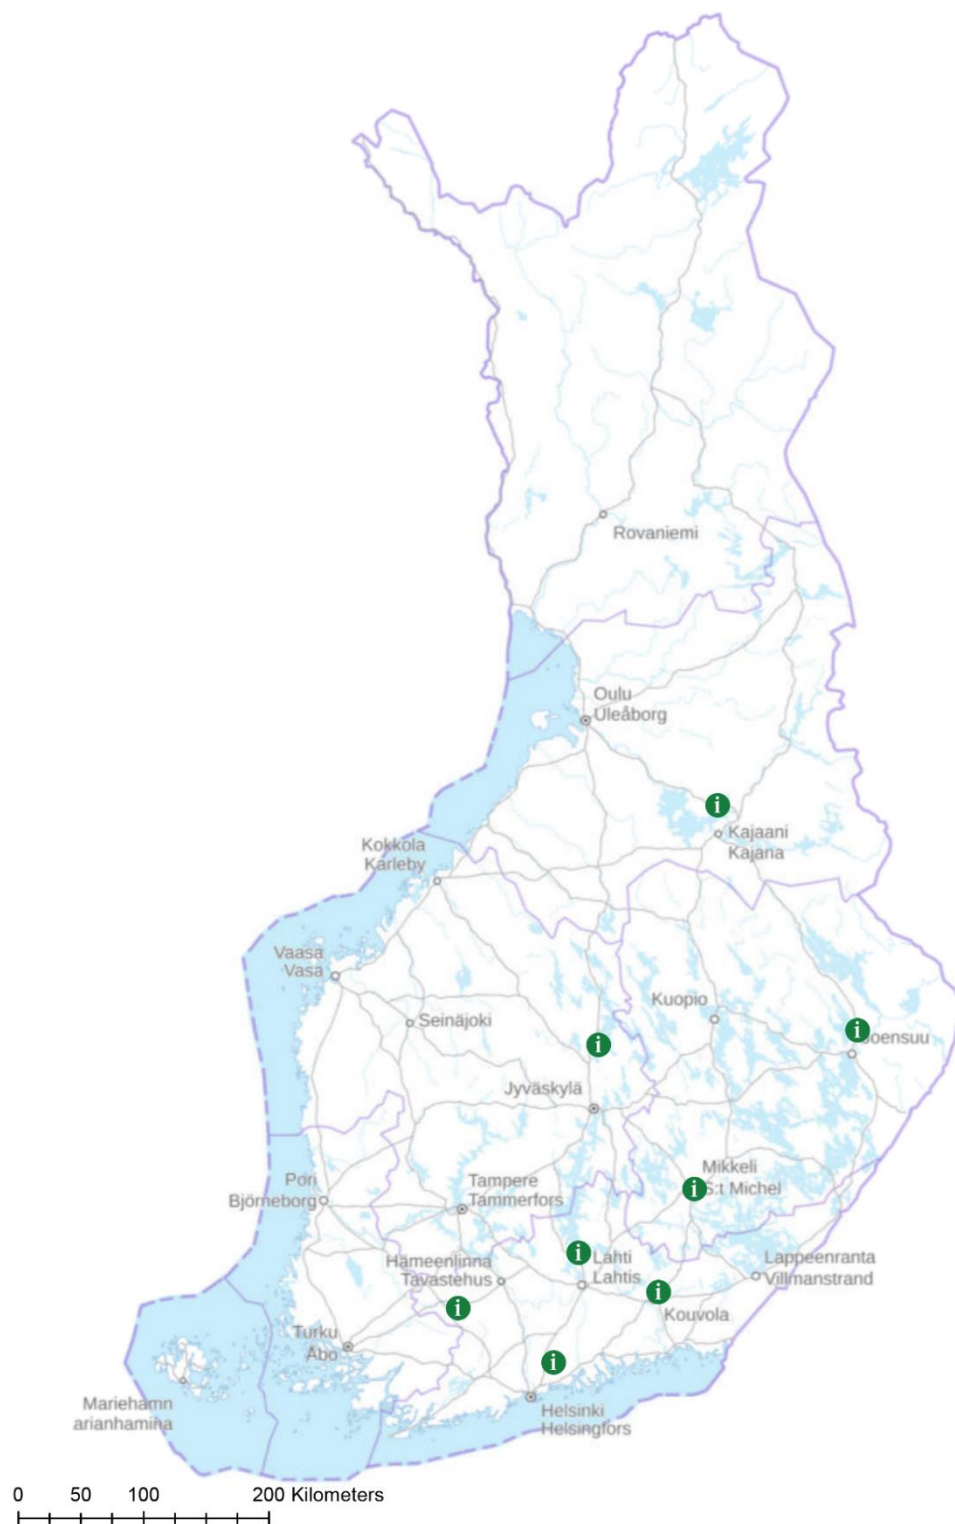 Rovaniemi
Oulu
Uleåborg
i
Kajaani
Kajana
Kokkola
Karleby
Vaasa
Vasa
Seinäjoki
Kuopio
i
Joensuu
i
Jyväskylä
Mikkeli
i
S:t Michel
Pori
Björneborg
Tampere
Tammerfors
i
Lahti
Lahtis
Hämeenlinna
Tavastehus
Lappeenranta
Villmanstrand
i
Kouvola
i
Turku
Åbo
i
Mariehamn
arianhamina
Helsinki
Helsingfors
0 50 100 200 Kilometers